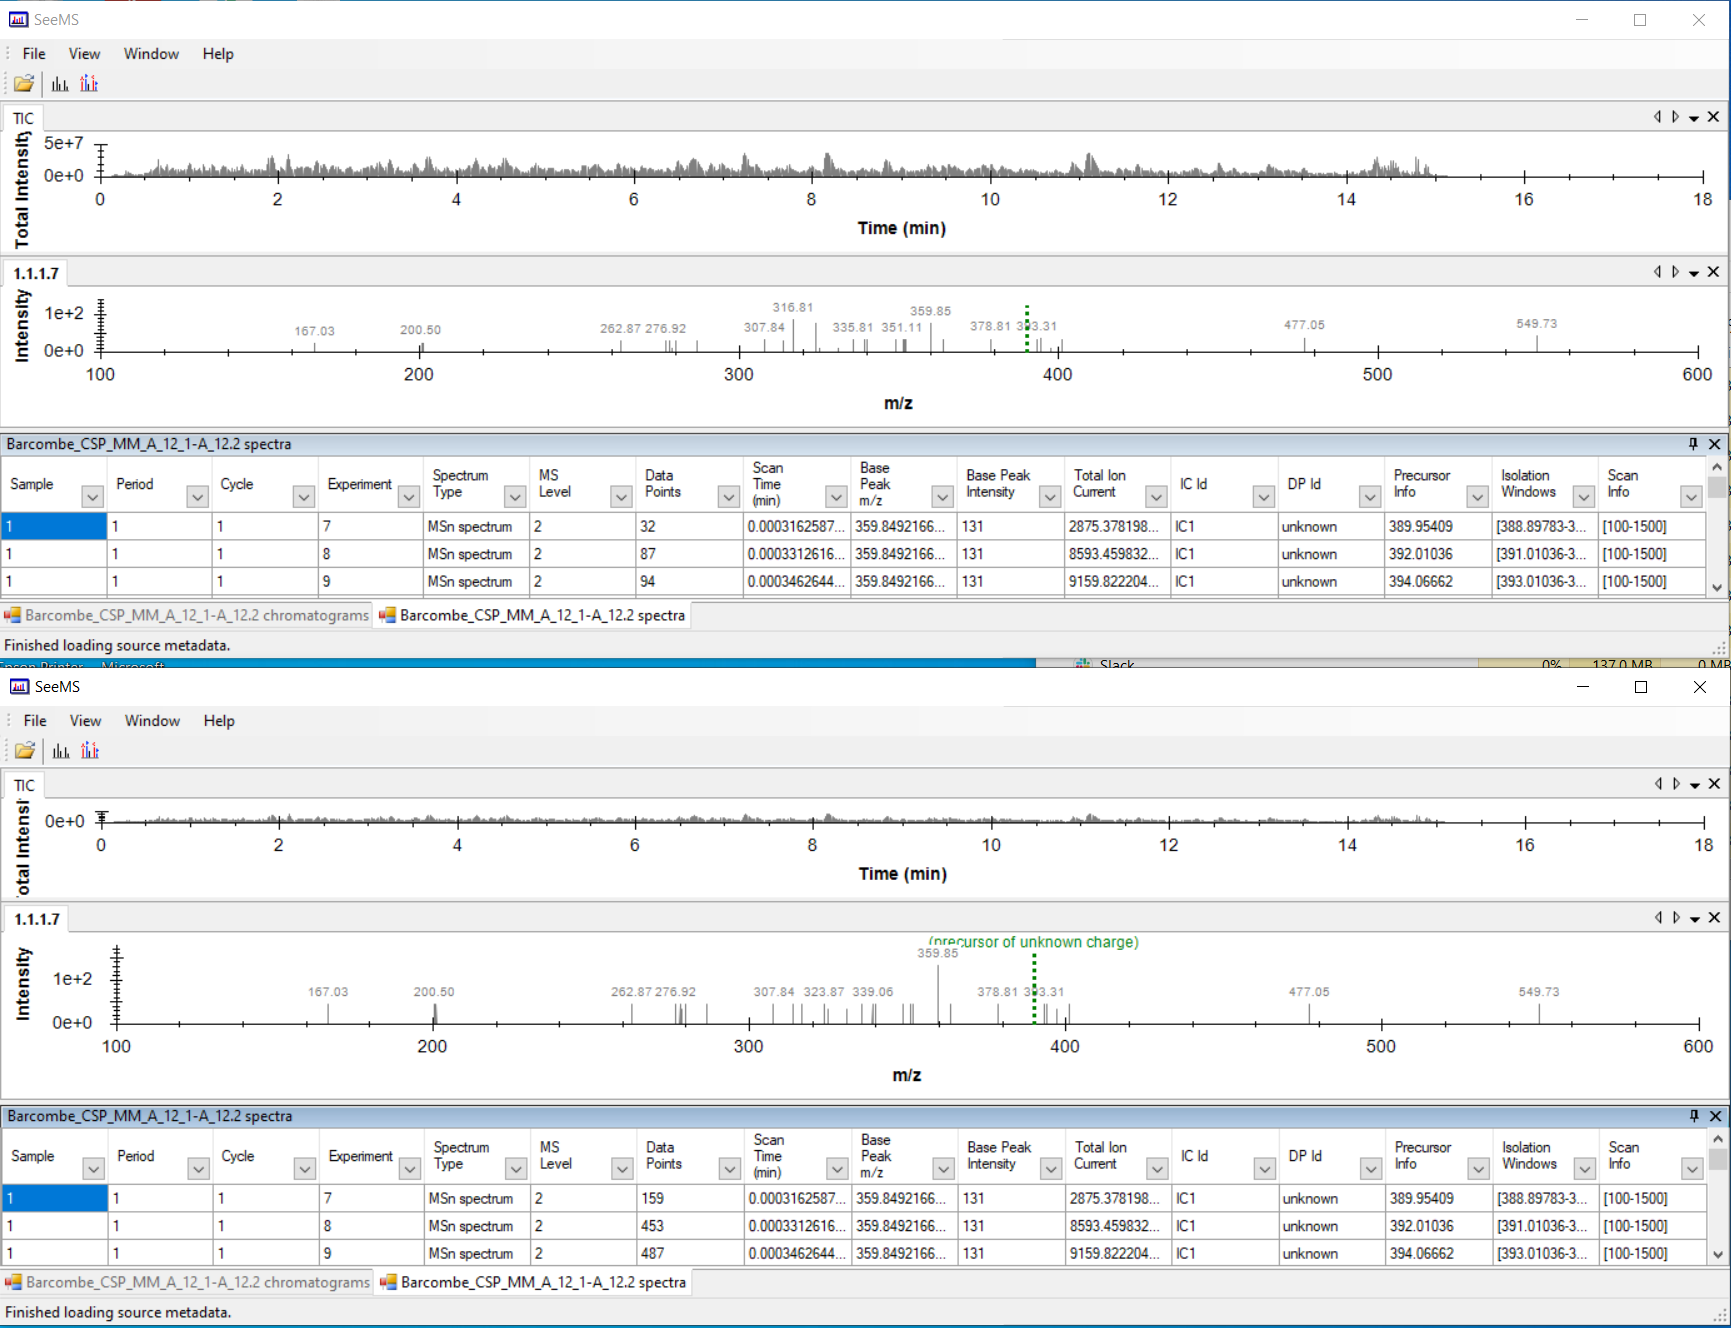 SeeMS
File View Window Help
TIC
Total Intensity
5e+7
0e+0
0 2 4 6 8 10 12 14 16 18
Time (min)
1.1.1.7
Intensity
1e+2
0e+0
167.03 200.50 262.87 276.92 307.84 316.81 335.81 351.11 359.85 378.81 393.31 477.05 549.73
100 200 300 400 500 600
m/z
Barcombe_CSP_MM_A_12_1-A_12.2 spectra
Sample Period Cycle Experiment Spectrum Type MS Level Data Points Scan Time (min) Base Peak m/z Base Peak Intensity Total Ion Current IC Id DP Id Precursor Info Isolation Windows Scan Info
1 1 1 7 MSn spectrum 2 32 0.0003162587... 359.8492166... 131 2875.378198... IC1 unknown 389.95409 [388.89783-3... [100-1500]
1 1 1 8 MSn spectrum 2 87 0.0003312616... 359.8492166... 131 8593.459832... IC1 unknown 392.01036 [391.01036-3... [100-1500]
1 1 1 9 MSn spectrum 2 94 0.0003462644... 359.8492166... 131 9159.822204... IC1 unknown 394.06662 [393.01036-3... [100-1500]
Barcombe_CSP_MM_A_12_1-A_12.2 chromatograms Barcombe_CSP_MM_A_12_1-A_12.2 spectra
Finished loading source metadata.
Slack 0% 137.0 MB 0 MB
SeeMS
File View Window Help
TIC
otal Intensi
0e+0
0 2 4 6 8 10 12 14 16 18
Time (min)
1.1.1.7
Intensity
1e+2
0e+0
(precursor of unknown charge)
167.03 200.50 262.87 276.92 307.84 323.87 339.06 359.85 378.81 393.31 477.05 549.73
100 200 300 400 500 600
m/z
Barcombe_CSP_MM_A_12_1-A_12.2 spectra
Sample Period Cycle Experiment Spectrum Type MS Level Data Points Scan Time (min) Base Peak m/z Base Peak Intensity Total Ion Current IC Id DP Id Precursor Info Isolation Windows Scan Info
1 1 1 7 MSn spectrum 2 159 0.0003162587... 359.8492166... 131 2875.378198... IC1 unknown 389.95409 [388.89783-3... [100-1500]
1 1 1 8 MSn spectrum 2 453 0.0003312616... 359.8492166... 131 8593.459832... IC1 unknown 392.01036 [391.01036-3... [100-1500]
1 1 1 9 MSn spectrum 2 487 0.0003462644... 359.8492166... 131 9159.822204... IC1 unknown 394.06662 [393.01036-3... [100-1500]
Barcombe_CSP_MM_A_12_1-A_12.2 chromatograms Barcombe_CSP_MM_A_12_1-A_12.2 spectra
Finished loading source metadata.